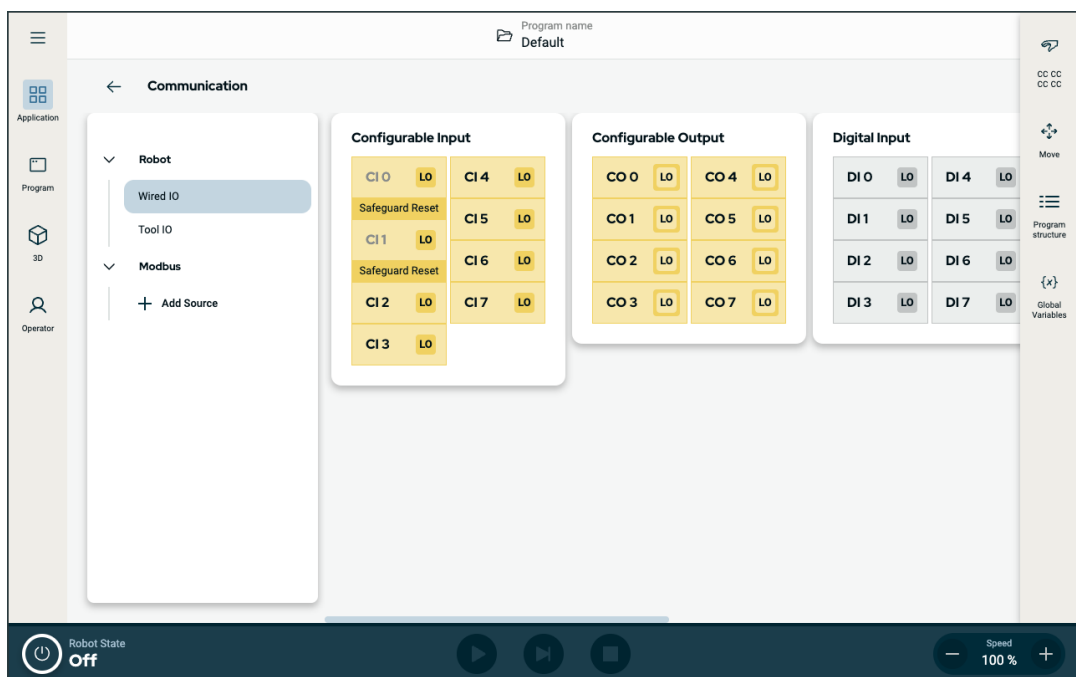 Program name
Default
Application
Program
3D
Operator
Communication
Robot
Wired IO
Tool IO
Modbus
Add Source
Configurable Input
CI 0 LO CI 4 LO
Safeguard Reset
CI 5 LO
CI 1 LO
CI 6 LO
Safeguard Reset
CI 2 LO CI 7 LO
CI 3 LO
Configurable Output
CO 0 LO CO 4 LO
CO 1 LO CO 5 LO
CO 2 LO CO 6 LO
CO 3 LO CO 7 LO
Digital Input
DI 0 LO DI 4 LO
DI 1 LO DI 5 LO
DI 2 LO DI 6 LO
DI 3 LO DI 7 LO
CC CC
CC CC
Move
Program
structure
{x}
Global
Variables
Robot State
Off
Speed
100 %